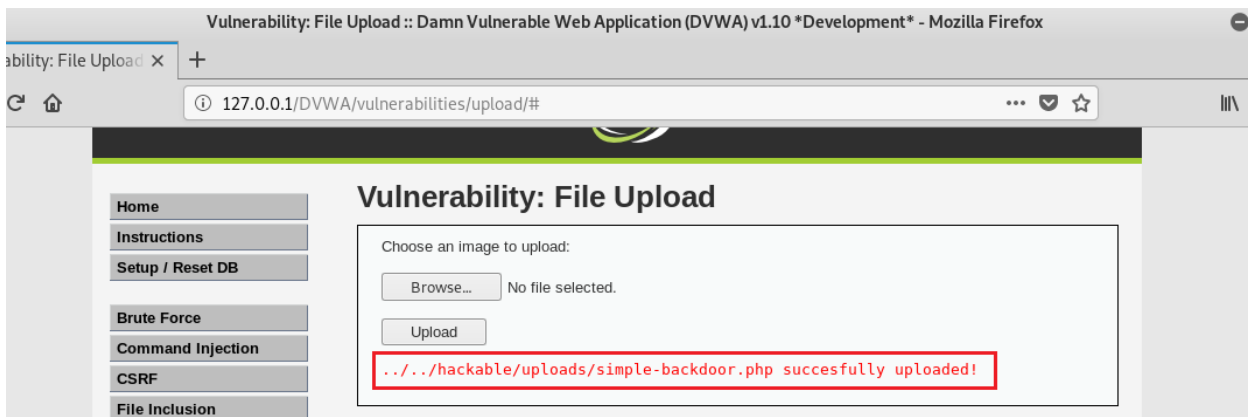 Vulnerability: File Upload :: Damn Vulnerable Web Application (DVWA) v1.10 *Development* - Mozilla Firefox
ability: File Upload
127.0.0.1/DVWA/vulnerabilities/upload/#
Vulnerability: File Upload
Home
Instructions
Setup / Reset DB
Brute Force
Command Injection
CSRF
File Inclusion
Choose an image to upload:
Browse… No file selected.
Upload
../../hackable/uploads/simple-backdoor.php succesfully uploaded!